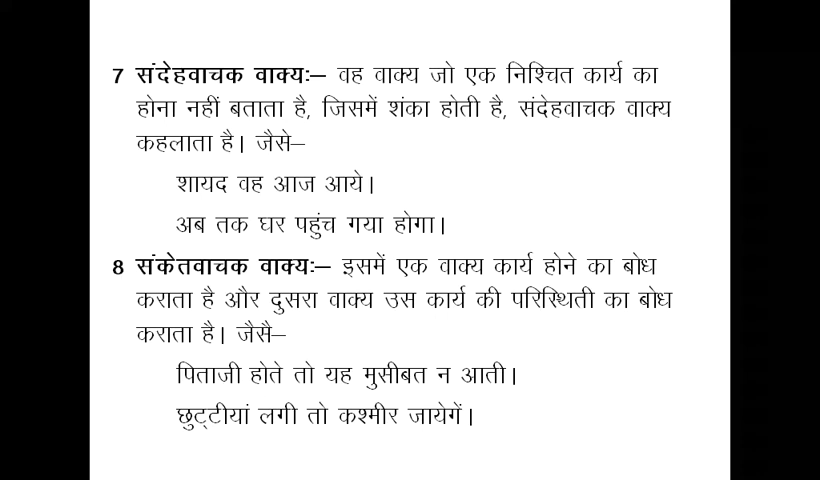 7 संदेहवाचक वाक्य:– वह वाक्य जो एक निश्चित कार्य का
होना नहीं बताता है, जिसमें शंका होती है, संदेहवाचक वाक्य
कहलाता है। जैसे–
शायद वह आज आये।
अब तक घर पहुंच गया होगा।
8 संकेतवाचक वाक्य:– इसमें एक वाक्य कार्य होने का बोध
कराता है और दुसरा वाक्य उस कार्य की परिस्थिती का बोध
कराता है। जैसै–
पिताजी होते तो यह मुसीबत न आती।
छुट्टीयां लगी तो कश्मीर जायेगें।